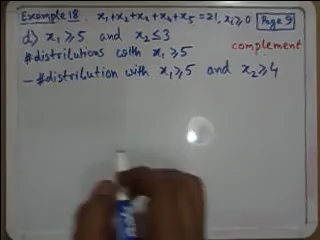 Example 18. x₁+x₂+x₃+x₄+x₅=21, xᵢ≥0 Page 9
d) x₁≥5 and x₂≤3
complement
#distributions with x₁≥5
-#distribution with x₁≥5 and x₂≥4